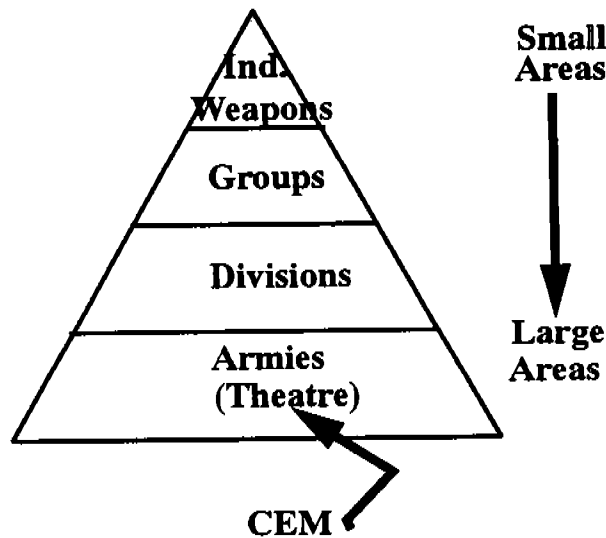 Ind.
Weapons
Groups
Divisions
Armies
(Theatre)
CEM
Small
Areas
Large
Areas